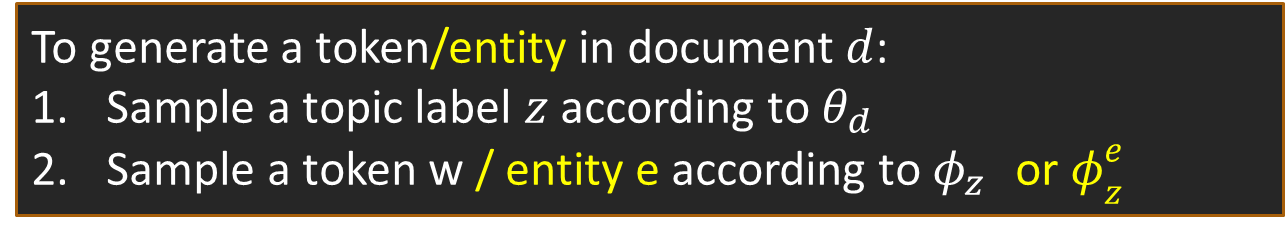 To generate a token/entity in document d:
1. Sample a topic label z according to θ_d
2. Sample a token w / entity e according to ϕ_z or ϕ_z^e